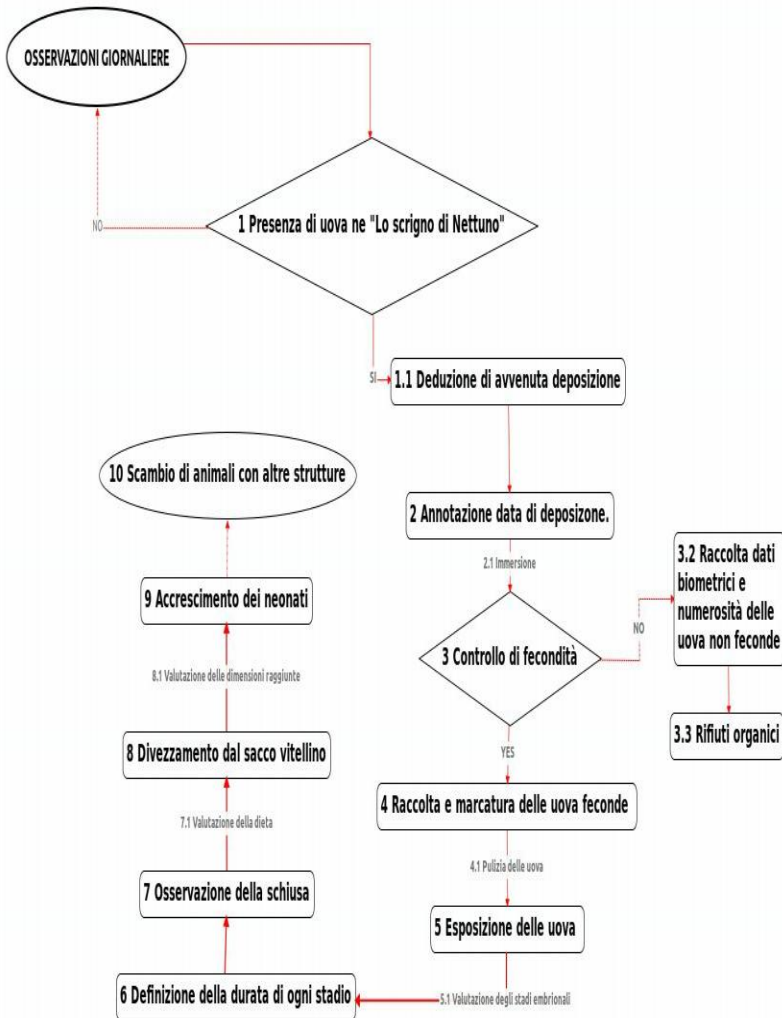 OSSERVAZIONI GIORNALIERE
NO
1 Presenza di uova ne "Lo scrigno di Nettuno"
SI
1.1 Deduzione di avvenuta deposizione
2 Annotazione data di deposizone.
2.1 Immersione
3 Controllo di fecondità
NO
3.2 Raccolta dati
biometrici e
numerosità delle
uova non feconde
3.3 Rifiuti organici
YES
4 Raccolta e marcatura delle uova feconde
4.1 Pulizia delle uova
5 Esposizione delle uova
5.1 Valutazione degli stadi embrionali
6 Definizione della durata di ogni stadio
7 Osservazione della schiusa
7.1 Valutazione della dieta
8 Divezzamento dal sacco vitellino
8.1 Valutazione delle dimensioni raggiunte
9 Accrescimento dei neonati
10 Scambio di animali con altre strutture